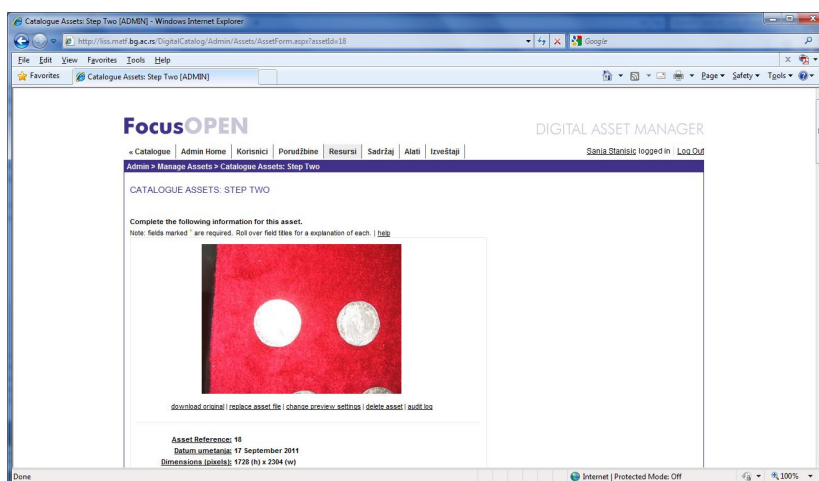 Catalogue Assets: Step Two [ADMIN] - Windows Internet Explorer
http://liss.matf.bg.ac.rs/DigitalCatalog/Admin/Assets/AssetForm.aspx?assetId=18
Google
File Edit View Favorites Tools Help
Favorites Catalogue Assets: Step Two [ADMIN] Page Safety Tools
FocusOPEN DIGITAL ASSET MANAGER
« Catalogue Admin Home Korisnici Porudžbine Resursi Sadržaj Alati Izveštaji Sanja Stanisic logged in | Log Out
Admin > Manage Assets > Catalogue Assets: Step Two
CATALOGUE ASSETS: STEP TWO
Complete the following information for this asset.
Note: fields marked * are required. Roll over field titles for a explanation of each. | help
download original | replace asset file | change preview settings | delete asset | audit log
Asset Reference: 18
Datum umetanja: 17 September 2011
Dimensions (pixels): 1728 (h) x 2304 (w)
Done Internet | Protected Mode: Off 100%